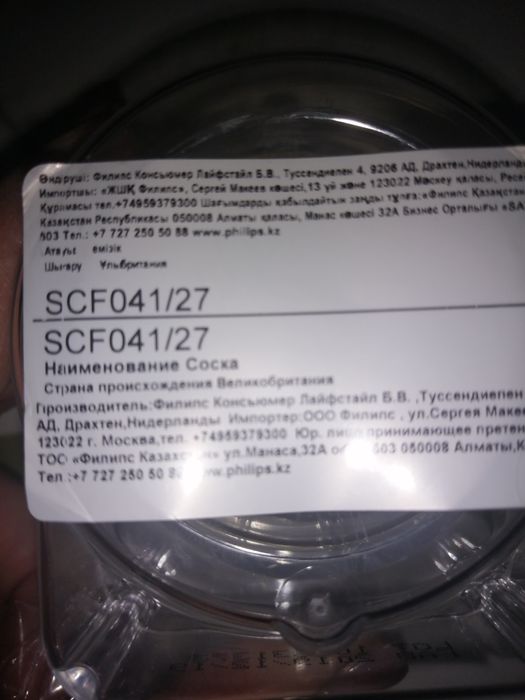 Өндіруші: Филипс Консьюмер Лайфстайл Б.В., Туссендиепен 4, 9206 АД, Драхтен, Нидерланды
Импортшы: «ЖШҚ Филипс», Сергей Макеев көшесі,13 үй және 123022 Мәскеу қаласы, Ресе
Құрмасы тел.+74959379300 Шағымдарды қабылдайтын заңды тұлға:«Филипс Қазақстан
Қазақстан Республикасы 050008 Алматы қаласы, Манас көшесі 32А Бизнес Орталығы «SA
503 Тел.: +7 727 250 50 88 www.philips.kz
Атауы: емізік
Шығару Ұлыбритания
SCF041/27
SCF041/27
Наименование Соска
Страна происхождения Великобритания
Производитель:Филипс Консьюмер Лайфстайл Б.В. ,Туссендиепен
АД, Драхтен,Нидерланды Импортер:ООО Филипс , ул.Сергея Макее
123022 г. Москва,тел. +74959379300 Юр. лицо принимающее претен
ТОО «Филипс Казахстан» ул.Манаса,32А 503 050008 Алматы,К
Тел :+7 727 250 50 88 www.philips.kz